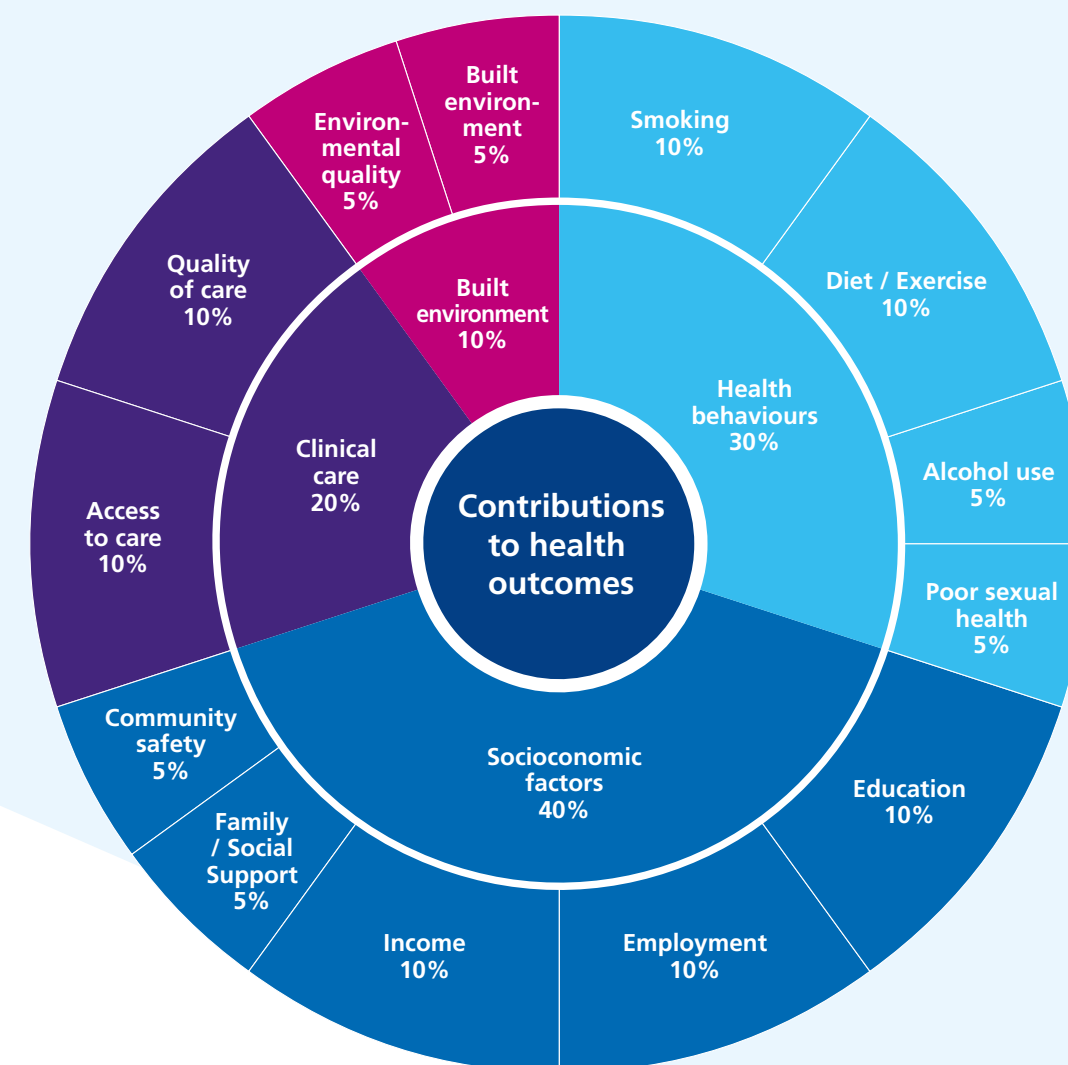 Contributions
to health
outcomes
Built
environment
10%
Health
behaviours
30%
Socioconomic
factors
40%
Clinical
care
20%
Smoking
10%
Diet / Exercise
10%
Alcohol use
5%
Poor sexual
health
5%
Education
10%
Employment
10%
Income
10%
Family
/ Social
Support
5%
Community
safety
5%
Access
to care
10%
Quality
of care
10%
Environ-
mental
quality
5%
Built
environ-
ment
5%